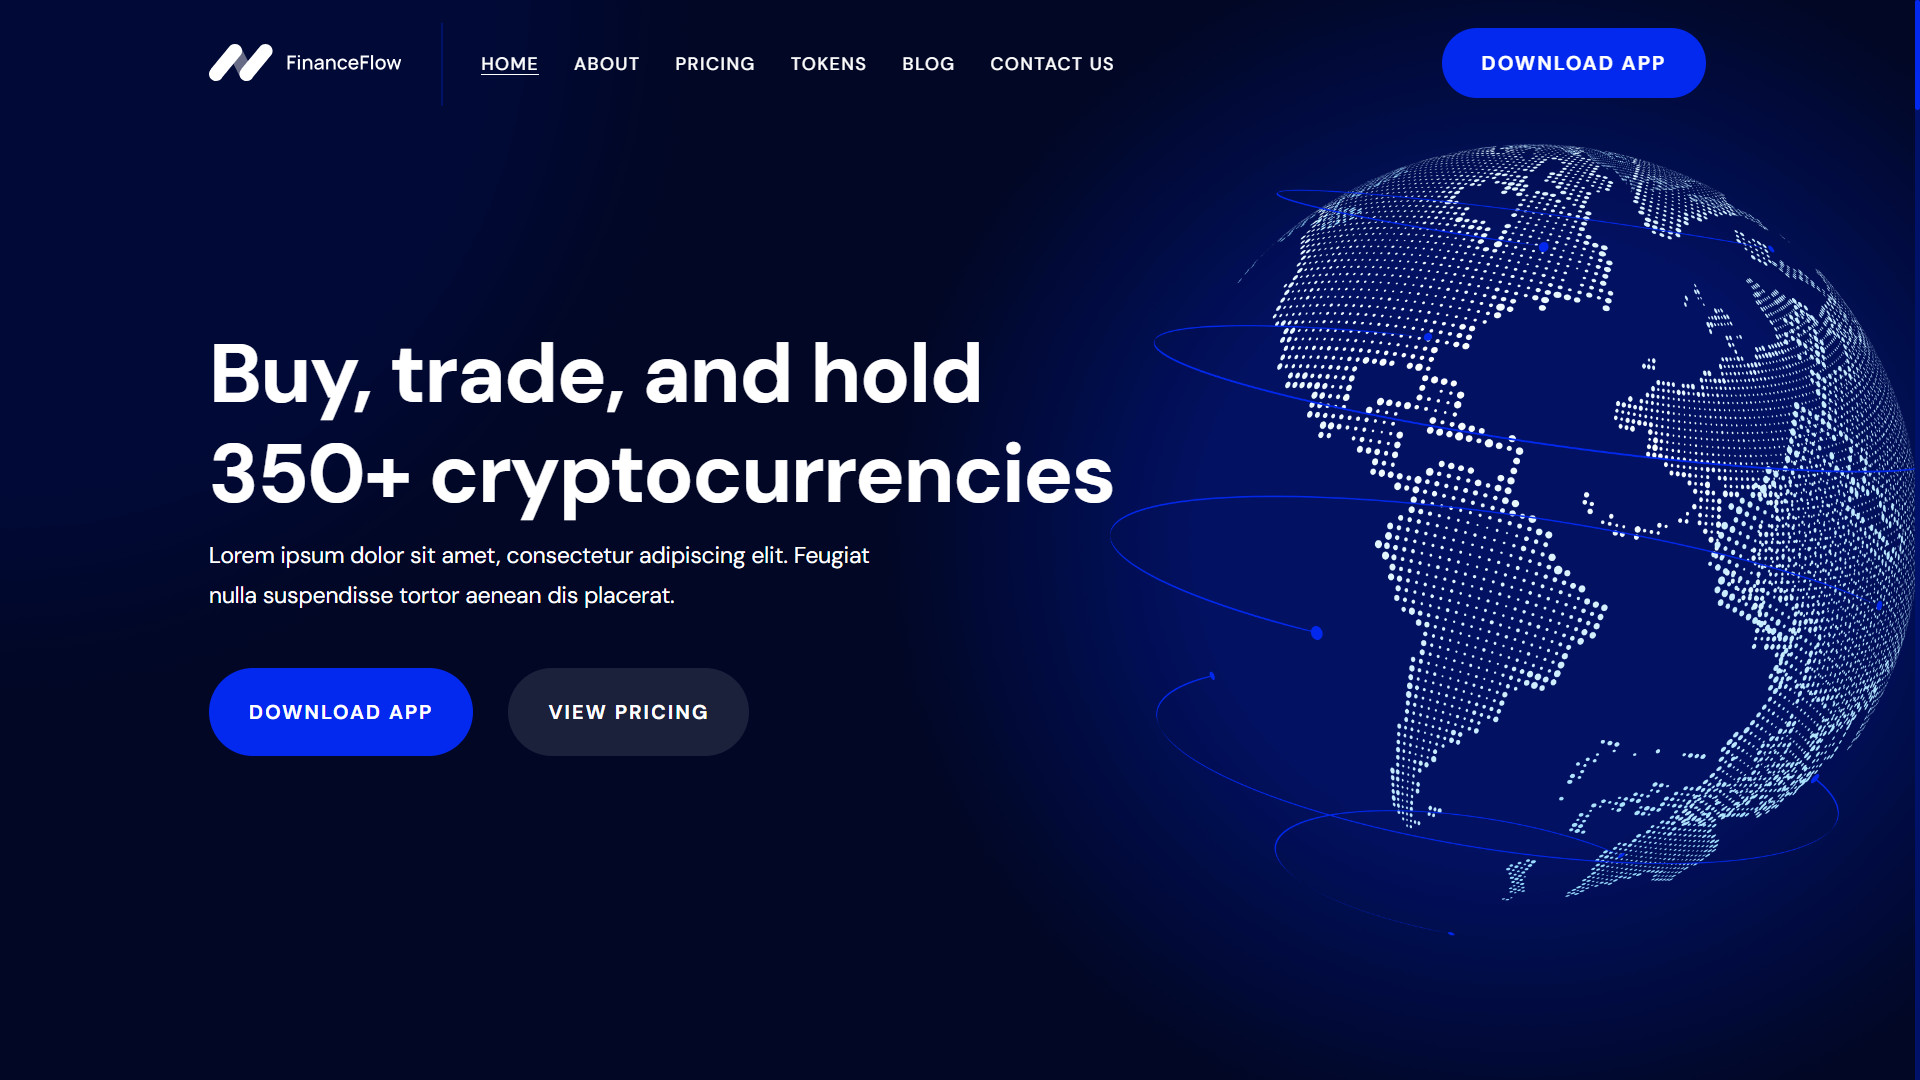 FinanceFlow
HOME ABOUT PRICING TOKENS BLOG CONTACT US
DOWNLOAD APP
Buy, trade, and hold
350+ cryptocurrencies
Lorem ipsum dolor sit amet, consectetur adipiscing elit. Feugiat
nulla suspendisse tortor aenean dis placerat.
DOWNLOAD APP
VIEW PRICING